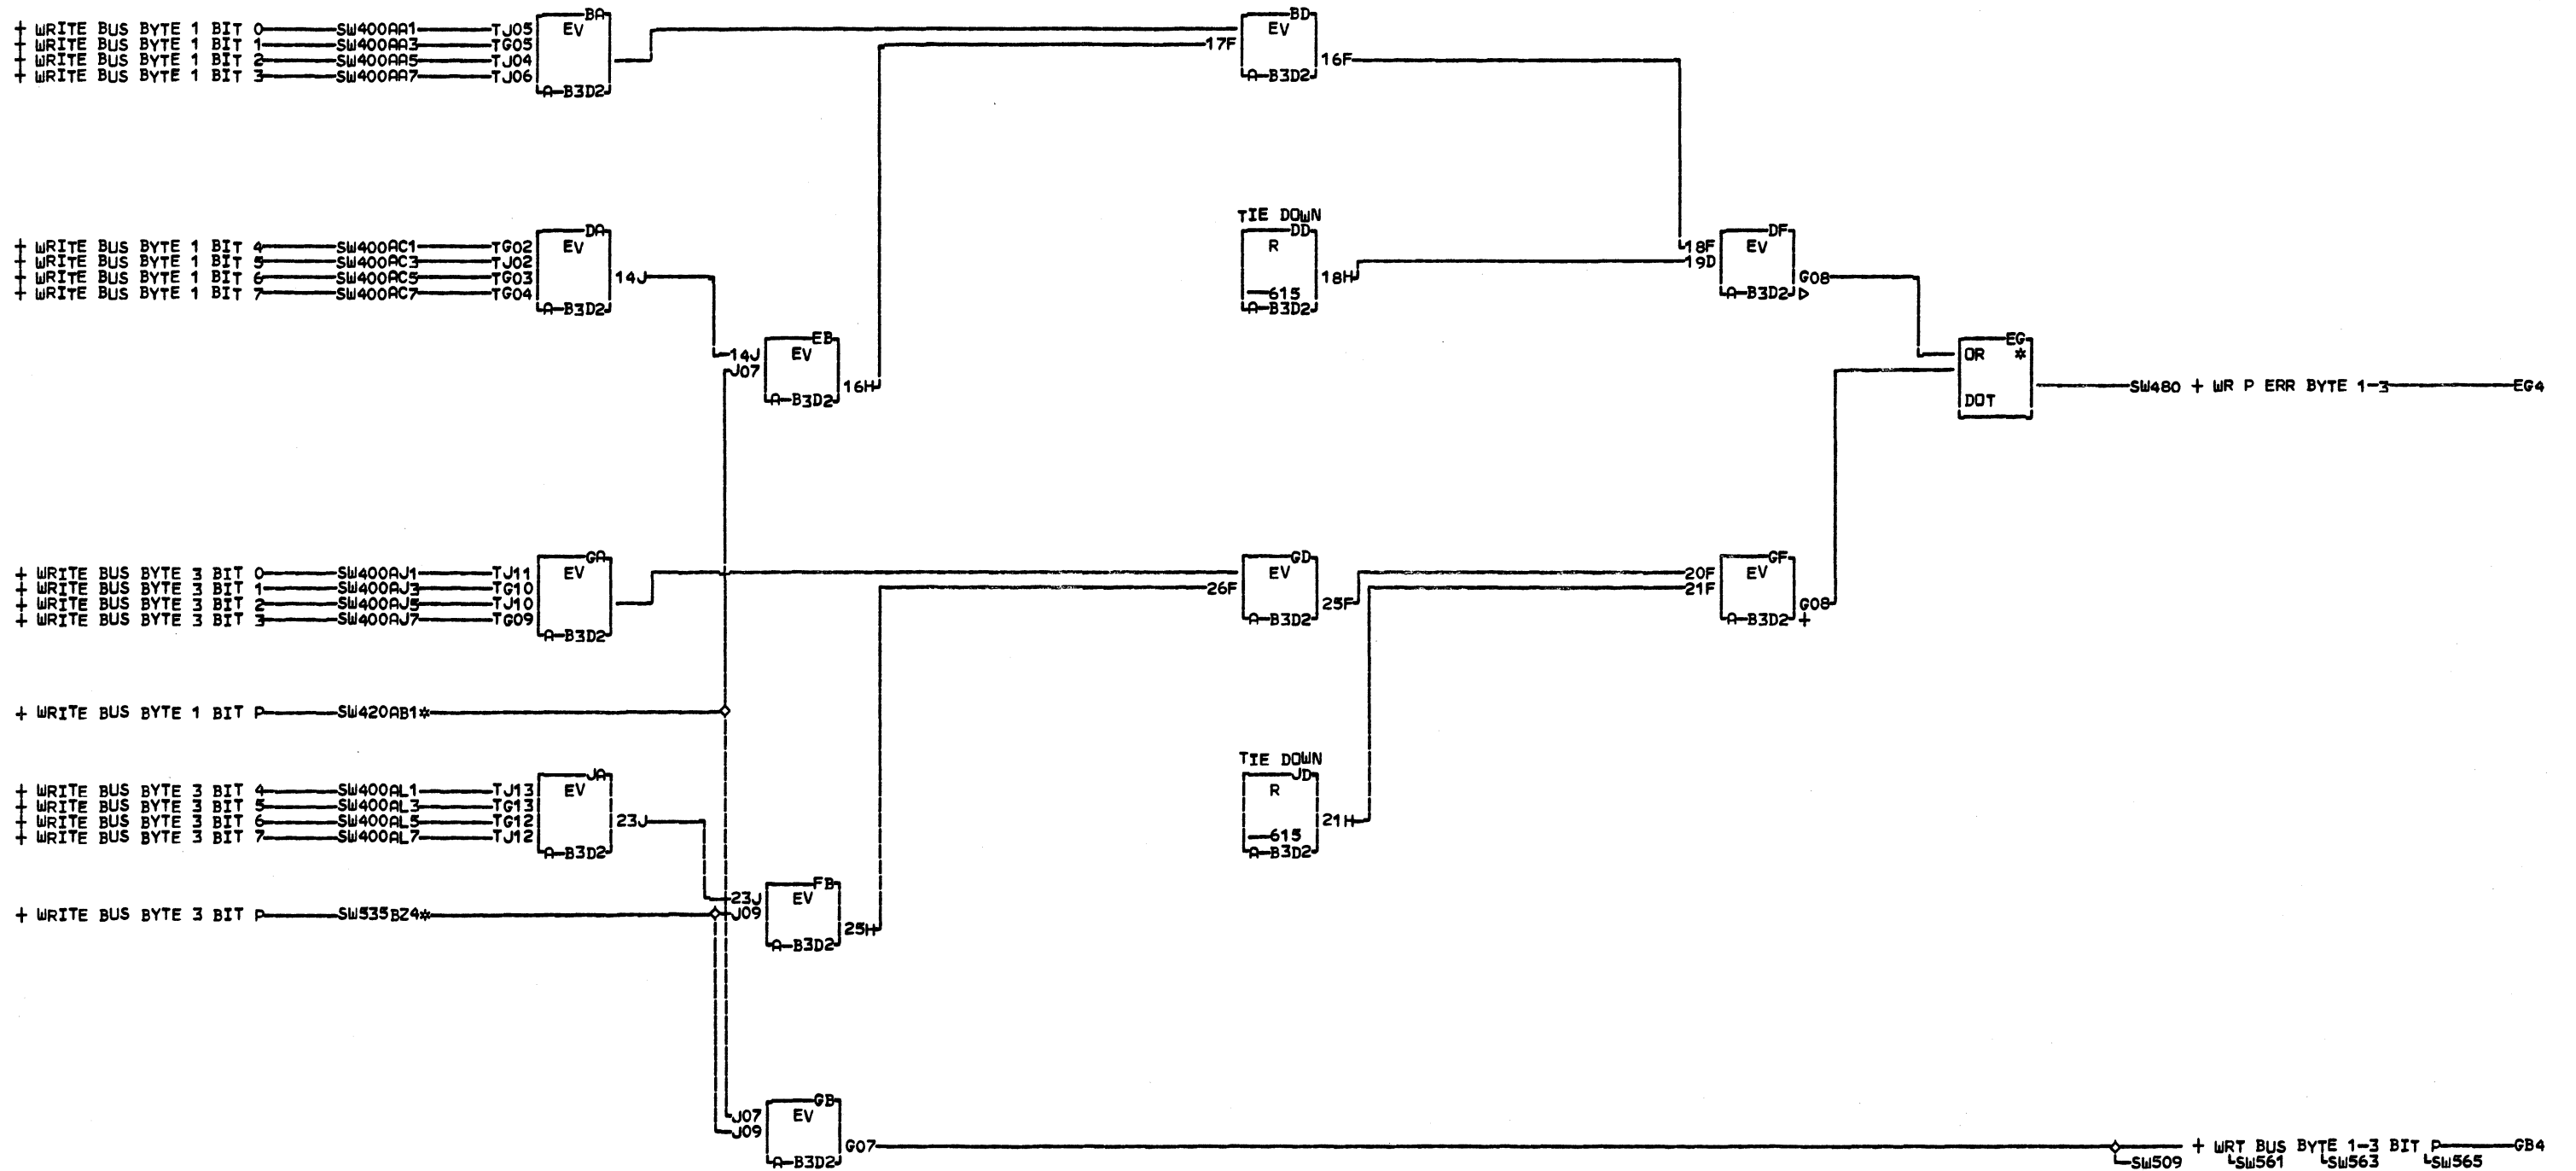 BA
+ WRITE BUS BYTE 1 BIT 0 SW400AA1 TJ05 EV
+ WRITE BUS BYTE 1 BIT 1 SW400AA3 TG05
+ WRITE BUS BYTE 1 BIT 2 SW400AA5 TJ04
+ WRITE BUS BYTE 1 BIT 3 SW400AA7 TJ06
A B3D2
BD
EV
17F
16F
A B3D2
DA
+ WRITE BUS BYTE 1 BIT 4 SW400AC1 TG02 EV
+ WRITE BUS BYTE 1 BIT 5 SW400AC3 TJ02
+ WRITE BUS BYTE 1 BIT 6 SW400AC5 TG03 14J
+ WRITE BUS BYTE 1 BIT 7 SW400AC7 TG04
A B3D2
TIE DOWN
DD
R
18H
615
A B3D2
DF
18F EV
19D
G08
A B3D2
EB
14J EV
J07
16H
A B3D2
EG
OR *
DOT
SW480 + WR P ERR BYTE 1-3 EG4
GA
+ WRITE BUS BYTE 3 BIT 0 SW400AJ1 TJ11 EV
+ WRITE BUS BYTE 3 BIT 1 SW400AJ3 TG10
+ WRITE BUS BYTE 3 BIT 2 SW400AJ5 TJ10
+ WRITE BUS BYTE 3 BIT 3 SW400AJ7 TG09
A B3D2
GD
EV
26F
25F
A B3D2
GF
20F EV
21F
G08
A B3D2 +
+ WRITE BUS BYTE 1 BIT P SW420AB1*
JA
+ WRITE BUS BYTE 3 BIT 4 SW400AL1 TJ13 EV
+ WRITE BUS BYTE 3 BIT 5 SW400AL3 TG13
+ WRITE BUS BYTE 3 BIT 6 SW400AL5 TG12 23J
+ WRITE BUS BYTE 3 BIT 7 SW400AL7 TJ12
A B3D2
TIE DOWN
JD
R
21H
615
A B3D2
FB
23J EV
+ WRITE BUS BYTE 3 BIT P SW535BZ4* J09
25H
A B3D2
GB
J07 EV
J09
G07
A B3D2
+ WRT BUS BYTE 1-3 BIT P GB4
SW509 SW561 SW563 SW565